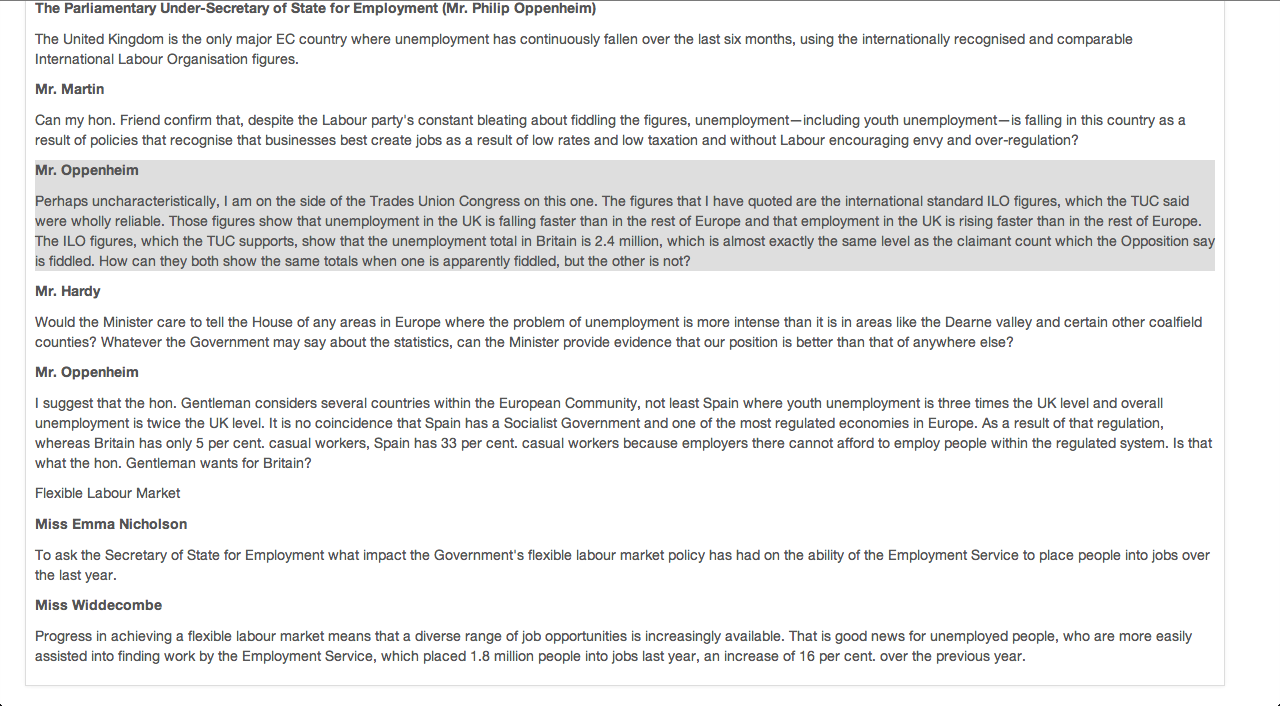 The Parliamentary Under-Secretary of State for Employment (Mr. Philip Oppenheim)
The United Kingdom is the only major EC country where unemployment has continuously fallen over the last six months, using the internationally recognised and comparable
International Labour Organisation figures.
Mr. Martin
Can my hon. Friend confirm that, despite the Labour party's constant bleating about fiddling the figures, unemployment—including youth unemployment—is falling in this country as a
result of policies that recognise that businesses best create jobs as a result of low rates and low taxation and without Labour encouraging envy and over-regulation?
Mr. Oppenheim
Perhaps uncharacteristically, I am on the side of the Trades Union Congress on this one. The figures that I have quoted are the international standard ILO figures, which the TUC said
were wholly reliable. Those figures show that unemployment in the UK is falling faster than in the rest of Europe and that employment in the UK is rising faster than in the rest of Europe.
The ILO figures, which the TUC supports, show that the unemployment total in Britain is 2.4 million, which is almost exactly the same level as the claimant count which the Opposition say
is fiddled. How can they both show the same totals when one is apparently fiddled, but the other is not?
Mr. Hardy
Would the Minister care to tell the House of any areas in Europe where the problem of unemployment is more intense than it is in areas like the Dearne valley and certain other coalfield
counties? Whatever the Government may say about the statistics, can the Minister provide evidence that our position is better than that of anywhere else?
Mr. Oppenheim
I suggest that the hon. Gentleman considers several countries within the European Community, not least Spain where youth unemployment is three times the UK level and overall
unemployment is twice the UK level. It is no coincidence that Spain has a Socialist Government and one of the most regulated economies in Europe. As a result of that regulation,
whereas Britain has only 5 per cent. casual workers, Spain has 33 per cent. casual workers because employers there cannot afford to employ people within the regulated system. Is that
what the hon. Gentleman wants for Britain?
Flexible Labour Market
Miss Emma Nicholson
To ask the Secretary of State for Employment what impact the Government's flexible labour market policy has had on the ability of the Employment Service to place people into jobs over
the last year.
Miss Widdecombe
Progress in achieving a flexible labour market means that a diverse range of job opportunities is increasingly available. That is good news for unemployed people, who are more easily
assisted into finding work by the Employment Service, which placed 1.8 million people into jobs last year, an increase of 16 per cent. over the previous year.